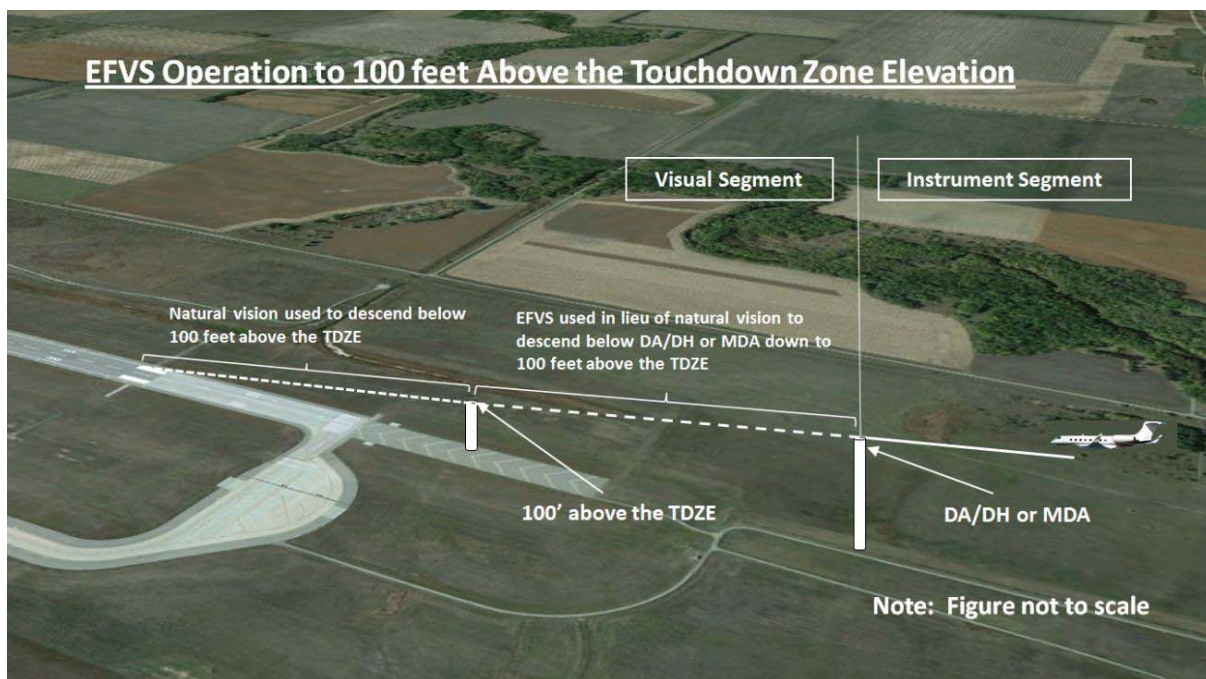 EFVS Operation to 100 feet Above the Touchdown Zone Elevation
Visual Segment
Instrument Segment
Natural vision used to descend below
100 feet above the TDZE
EFVS used in lieu of natural vision to
descend below DA/DH or MDA down to
100 feet above the TDZE
100' above the TDZE
DA/DH or MDA
Note: Figure not to scale